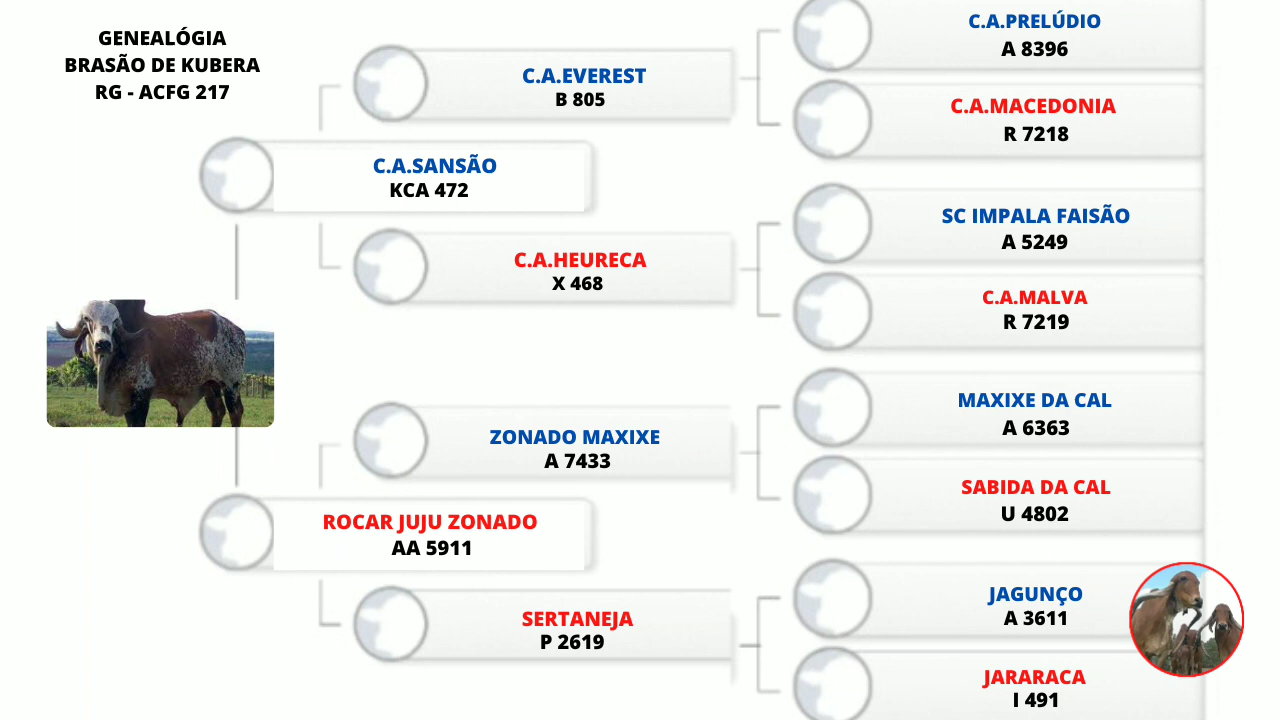 GENEALÓGIA
BRASÃO DE KUBERA
RG - ACFG 217
C.A.SANSÃO
KCA 472
ROCAR JUJU ZONADO
AA 5911
C.A.EVEREST
B 805
C.A.HEURECA
X 468
ZONADO MAXIXE
A 7433
SERTANEJA
P 2619
C.A.PRELÚDIO
A 8396
C.A.MACEDONIA
R 7218
SC IMPALA FAISÃO
A 5249
C.A.MALVA
R 7219
MAXIXE DA CAL
A 6363
SABIDA DA CAL
U 4802
JAGUNÇO
A 3611
JARARACA
I 491